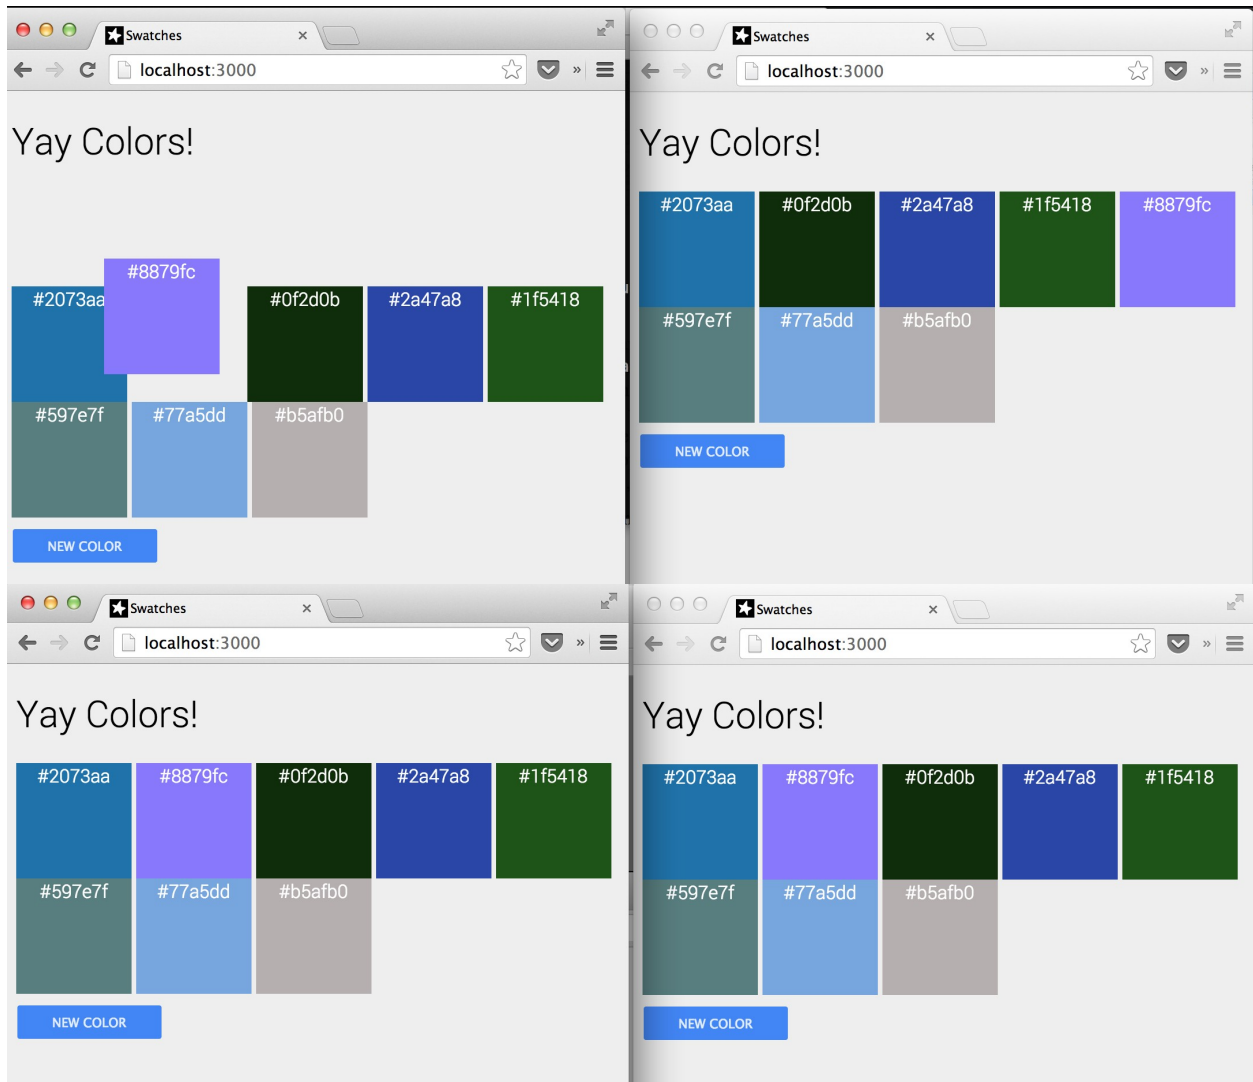 Swatches
localhost:3000
Yay Colors!
#8879fc
#2073aa #0f2d0b #2a47a8 #1f5418
#597e7f #77a5dd #b5afb0
NEW COLOR
Swatches
localhost:3000
Yay Colors!
#2073aa #0f2d0b #2a47a8 #1f5418 #8879fc
#597e7f #77a5dd #b5afb0
NEW COLOR
Swatches
localhost:3000
Yay Colors!
#2073aa #8879fc #0f2d0b #2a47a8 #1f5418
#597e7f #77a5dd #b5afb0
NEW COLOR
Swatches
localhost:3000
Yay Colors!
#2073aa #8879fc #0f2d0b #2a47a8 #1f5418
#597e7f #77a5dd #b5afb0
NEW COLOR